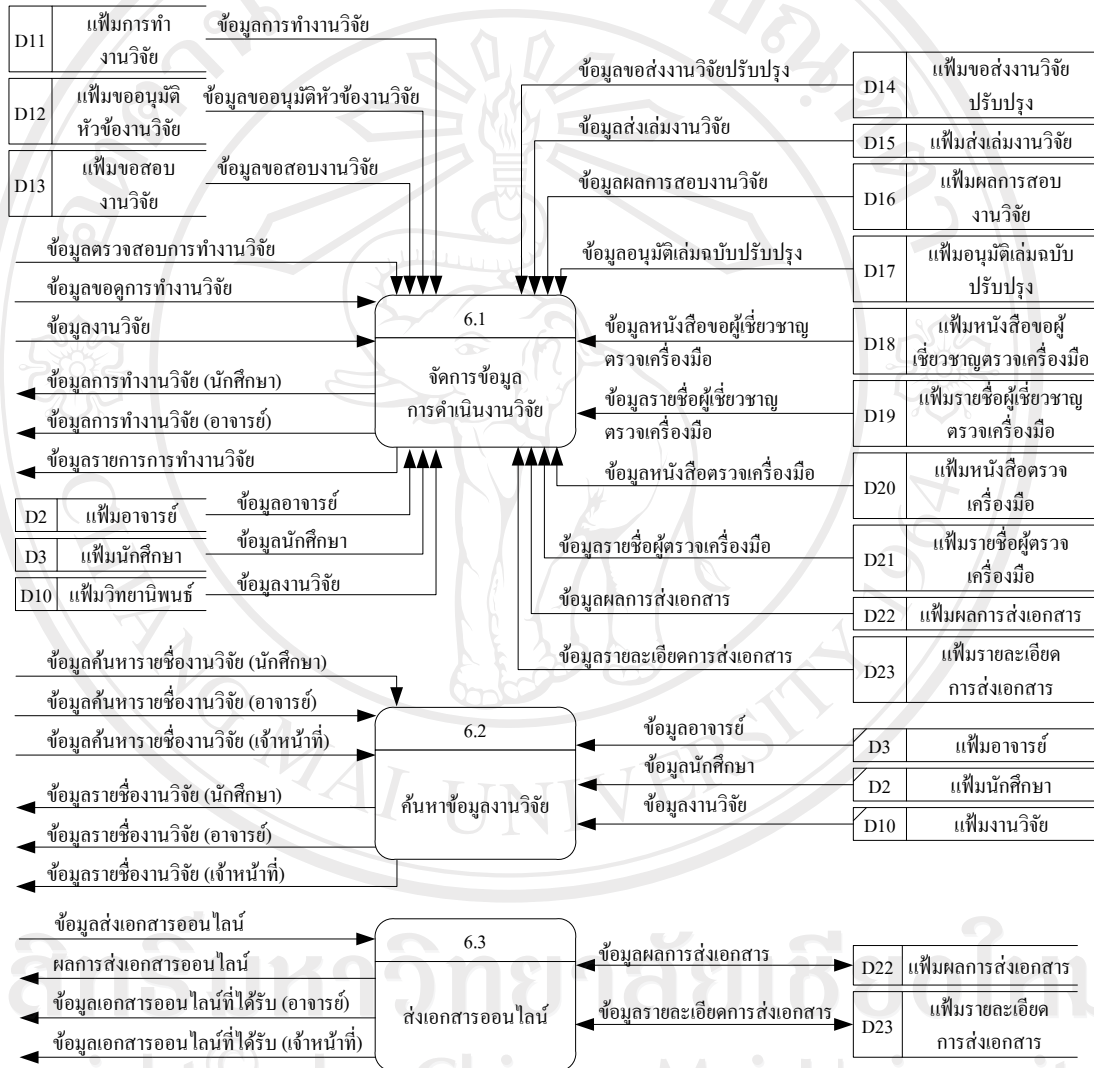 D11
แฟ้มการทำ
งานวิจัย
ข้อมูลการทำงานวิจัย
D12
แฟ้มขออนุมัติ
หัวข้องานวิจัย
ข้อมูลขออนุมัติหัวข้องานวิจัย
D13
แฟ้มขอสอบ
งานวิจัย
ข้อมูลขอสอบงานวิจัย
ข้อมูลขอส่งงานวิจัยปรับปรุง
D14
แฟ้มขอส่งงานวิจัย
ปรับปรุง
ข้อมูลส่งเล่มงานวิจัย
D15
แฟ้มส่งเล่มงานวิจัย
ข้อมูลผลการสอบงานวิจัย
D16
แฟ้มผลการสอบ
งานวิจัย
ข้อมูลอนุมัติเล่มฉบับปรับปรุง
D17
แฟ้มอนุมัติเล่มฉบับ
ปรับปรุง
ข้อมูลตรวจสอบการทำงานวิจัย
ข้อมูลขอดูการทำงานวิจัย
ข้อมูลงานวิจัย
ข้อมูลการทำงานวิจัย (นักศึกษา)
ข้อมูลการทำงานวิจัย (อาจารย์)
ข้อมูลรายการการทำงานวิจัย
6.1
จัดการข้อมูล
การดำเนินงานวิจัย
ข้อมูลหนังสือขอผู้เชี่ยวชาญ
ตรวจเครื่องมือ
D18
แฟ้มหนังสือขอผู้
เชี่ยวชาญตรวจเครื่องมือ
ข้อมูลรายชื่อผู้เชี่ยวชาญ
ตรวจเครื่องมือ
D19
แฟ้มรายชื่อผู้เชี่ยวชาญ
ตรวจเครื่องมือ
ข้อมูลหนังสือตรวจเครื่องมือ
D20
แฟ้มหนังสือตรวจ
เครื่องมือ
D2
แฟ้มอาจารย์
ข้อมูลอาจารย์
D3
แฟ้มนักศึกษา
ข้อมูลนักศึกษา
D10
แฟ้มวิทยานิพนธ์
ข้อมูลงานวิจัย
ข้อมูลรายชื่อผู้ตรวจเครื่องมือ
D21
แฟ้มรายชื่อผู้ตรวจ
เครื่องมือ
ข้อมูลผลการส่งเอกสาร
D22
แฟ้มผลการส่งเอกสาร
ข้อมูลรายละเอียดการส่งเอกสาร
D23
แฟ้มรายละเอียด
การส่งเอกสาร
ข้อมูลค้นหารายชื่องานวิจัย (นักศึกษา)
ข้อมูลค้นหารายชื่องานวิจัย (อาจารย์)
ข้อมูลค้นหารายชื่องานวิจัย (เจ้าหน้าที่)
ข้อมูลรายชื่องานวิจัย (นักศึกษา)
ข้อมูลรายชื่องานวิจัย (อาจารย์)
ข้อมูลรายชื่องานวิจัย (เจ้าหน้าที่)
6.2
ค้นหาข้อมูลงานวิจัย
ข้อมูลอาจารย์
D3
แฟ้มอาจารย์
ข้อมูลนักศึกษา
D2
แฟ้มนักศึกษา
ข้อมูลงานวิจัย
D10
แฟ้มงานวิจัย
ข้อมูลส่งเอกสารออนไลน์
ผลการส่งเอกสารออนไลน์
ข้อมูลเอกสารออนไลน์ที่ได้รับ (อาจารย์)
ข้อมูลเอกสารออนไลน์ที่ได้รับ (เจ้าหน้าที่)
6.3
ส่งเอกสารออนไลน์
ข้อมูลผลการส่งเอกสาร
D22
แฟ้มผลการส่งเอกสาร
ข้อมูลรายละเอียดการส่งเอกสาร
D23
แฟ้มรายละเอียด
การส่งเอกสาร
CHIANG MAI UNIVERSITY 1964